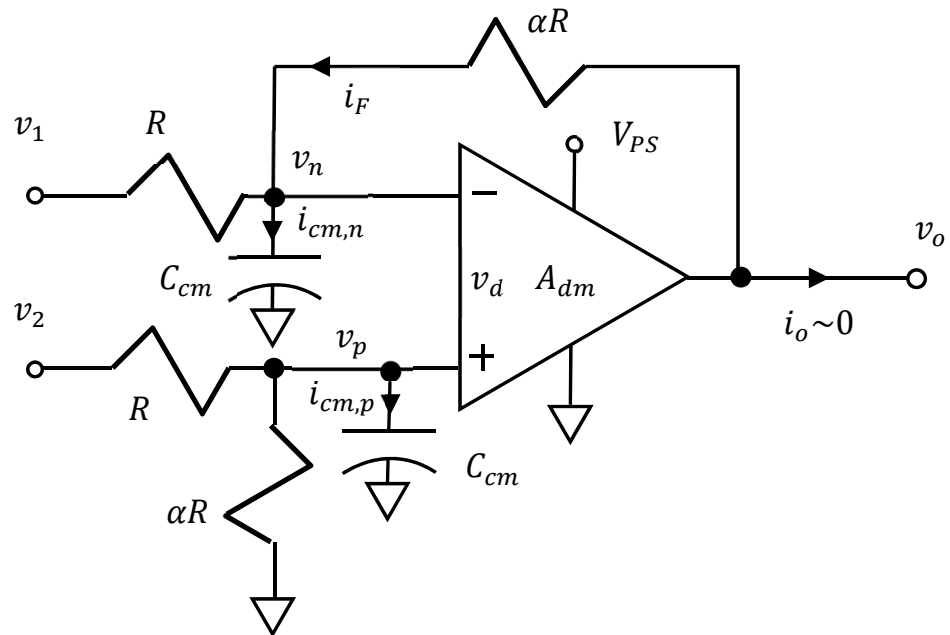 αR
i_F
v_1
R
v_n
V_PS
−
i_cm,n
C_cm
v_d
A_dm
v_o
i_o~0
v_2
v_p
+
R
i_cm,p
C_cm
αR